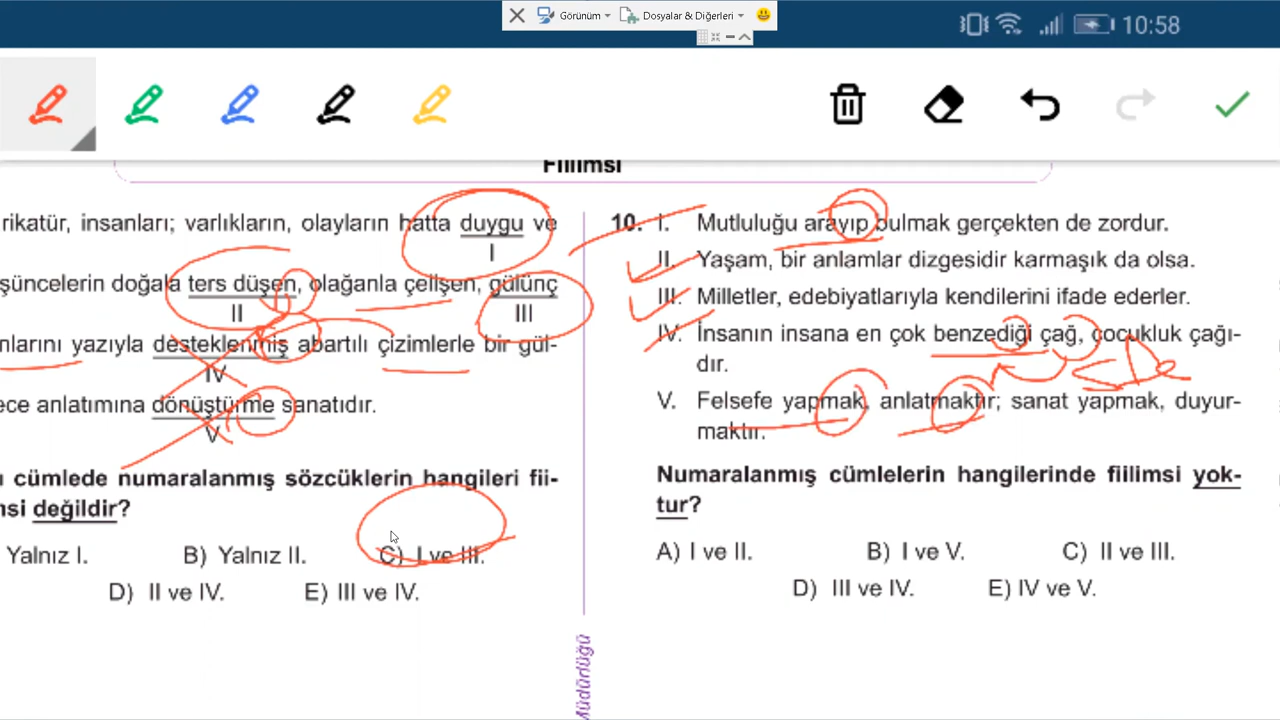 Görünüm
Dosyalar & Diğerleri
10:58
Fiilimsi
rikatür, insanları; varlıkların, olayların hatta duygu ve
I
şüncelerin doğala ters düşen, olağanla çelişen, gülünç
II III
nlarını yazıyla desteklenmiş abartılı çizimlerle bir gül-
IV
ece anlatımına dönüştürme sanatıdır.
V
ı cümlede numaralanmış sözcüklerin hangileri fii-
msi değildir?
Yalnız I. B) Yalnız II. C) I ve III.
D) II ve IV. E) III ve IV.
10. I. Mutluluğu arayıp bulmak gerçekten de zordur.
II. Yaşam, bir anlamlar dizgesidir karmaşık da olsa.
III. Milletler, edebiyatlarıyla kendilerini ifade ederler.
IV. İnsanın insana en çok benzediği çağ, çocukluk çağı-
dır.
V. Felsefe yapmak, anlatmaktır; sanat yapmak, duyur-
maktır.
Numaralanmış cümlelerin hangilerinde fiilimsi yok-
tur?
A) I ve II. B) I ve V. C) II ve III.
D) III ve IV. E) IV ve V.
Müdürlüğü